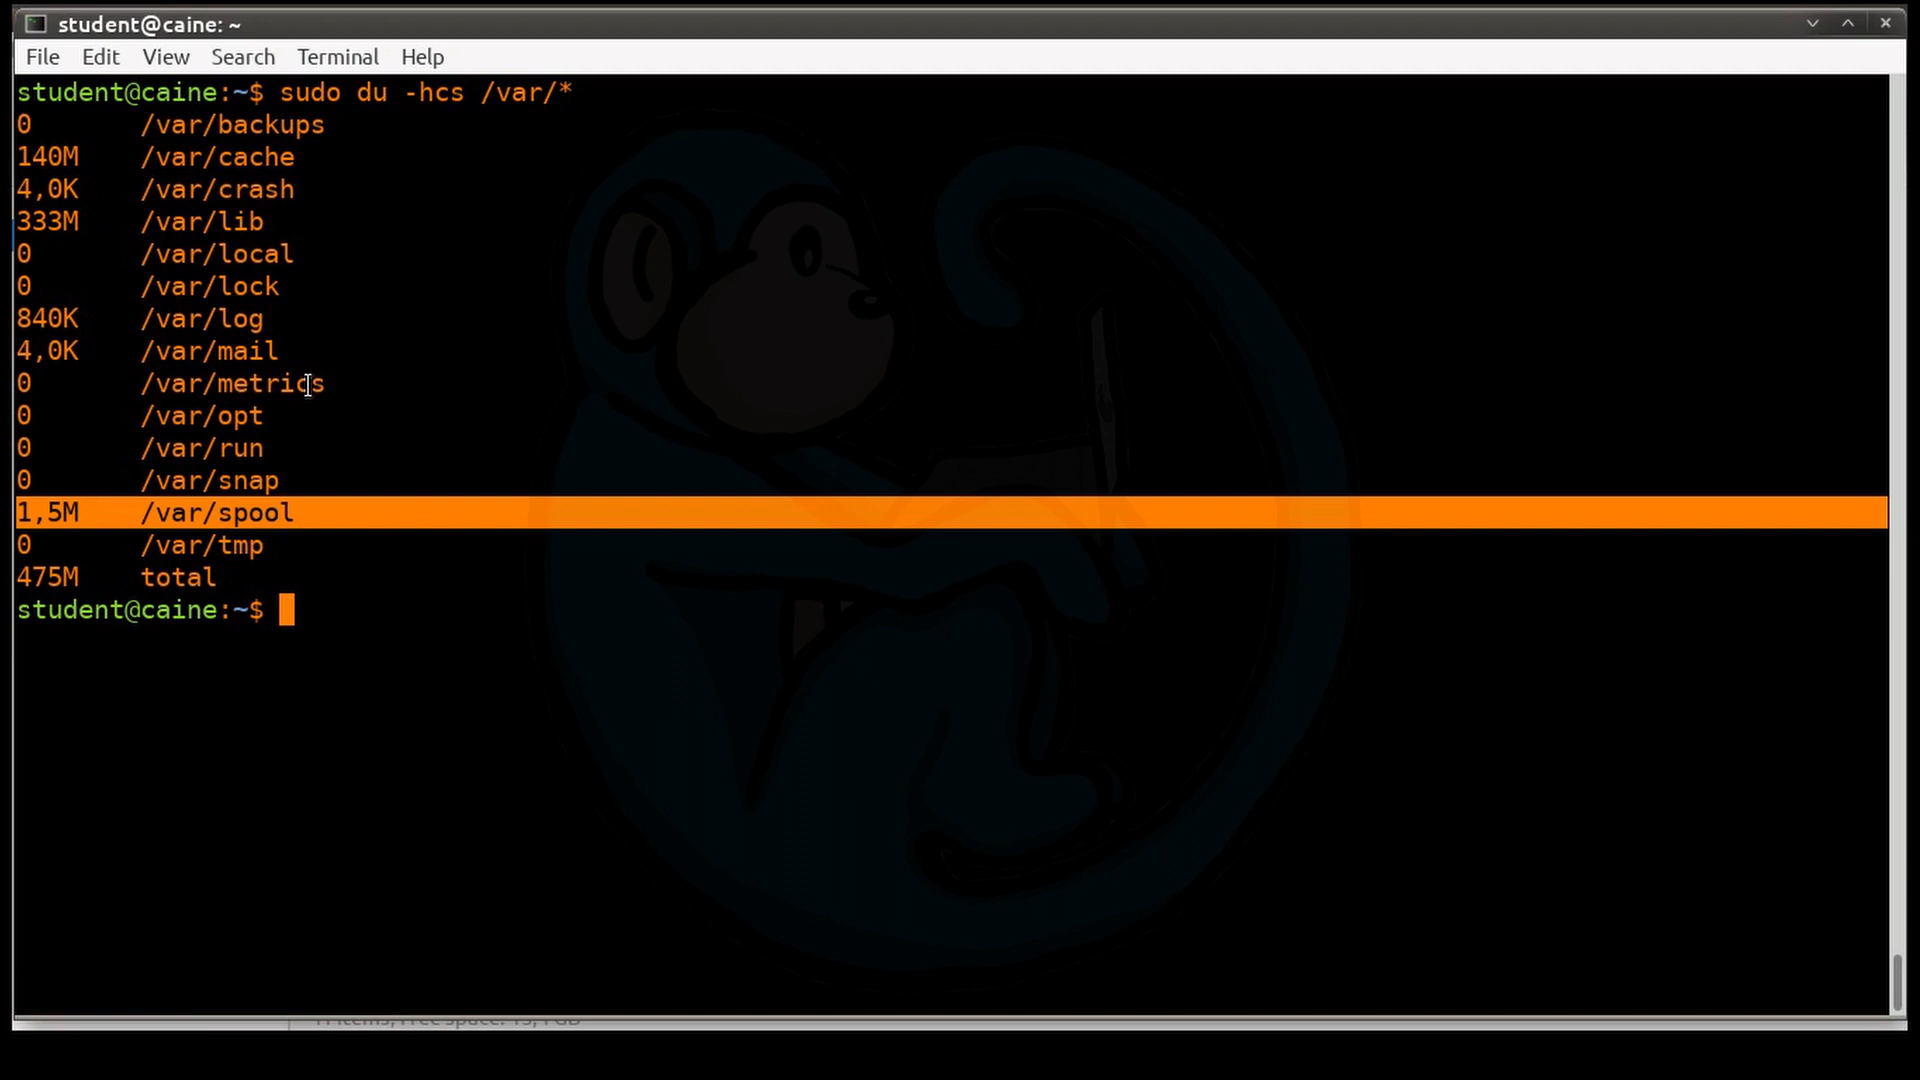 student@caine: ~
File Edit View Search Terminal Help
student@caine:~$ sudo du -hcs /var/*
0 /var/backups
140M /var/cache
4,0K /var/crash
333M /var/lib
0 /var/local
0 /var/lock
840K /var/log
4,0K /var/mail
0 /var/metrics
0 /var/opt
0 /var/run
0 /var/snap
1,5M /var/spool
0 /var/tmp
475M total
student@caine:~$